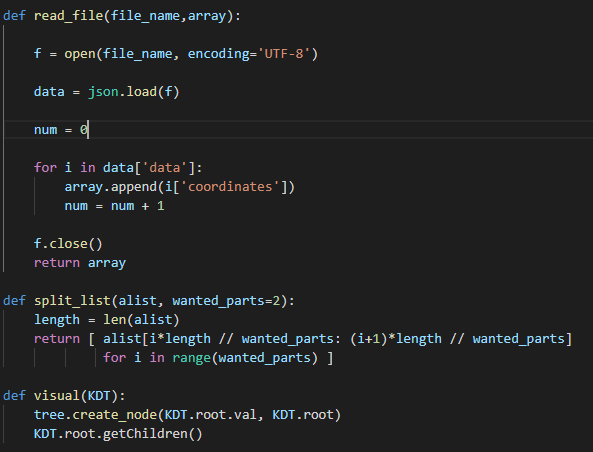 def read_file(file_name,array):
    f = open(file_name, encoding='UTF-8')
    data = json.load(f)
    num = 0
    for i in data['data']:
        array.append(i['coordinates'])
        num = num + 1
    f.close()
    return array
def split_list(alist, wanted_parts=2):
    length = len(alist)
    return [ alist[i*length // wanted_parts: (i+1)*length // wanted_parts]
             for i in range(wanted_parts) ]
def visual(KDT):
    tree.create_node(KDT.root.val, KDT.root)
    KDT.root.getChildren()